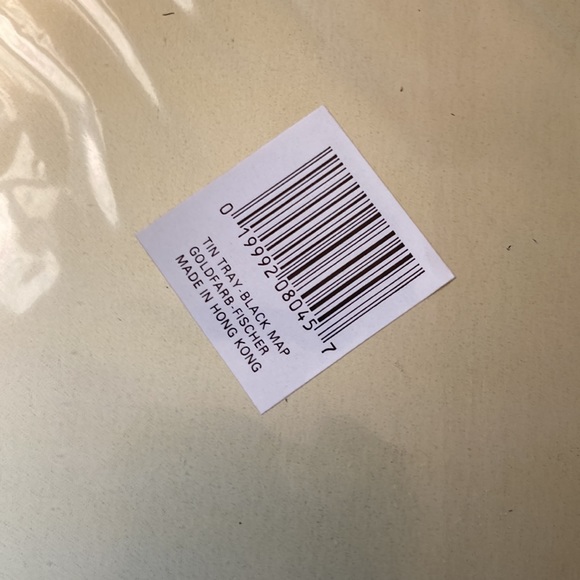 0 19992 08045 7
TIN TRAY-BLACK MAP
GOLDFARB-FISCHER
MADE IN HONG KONG